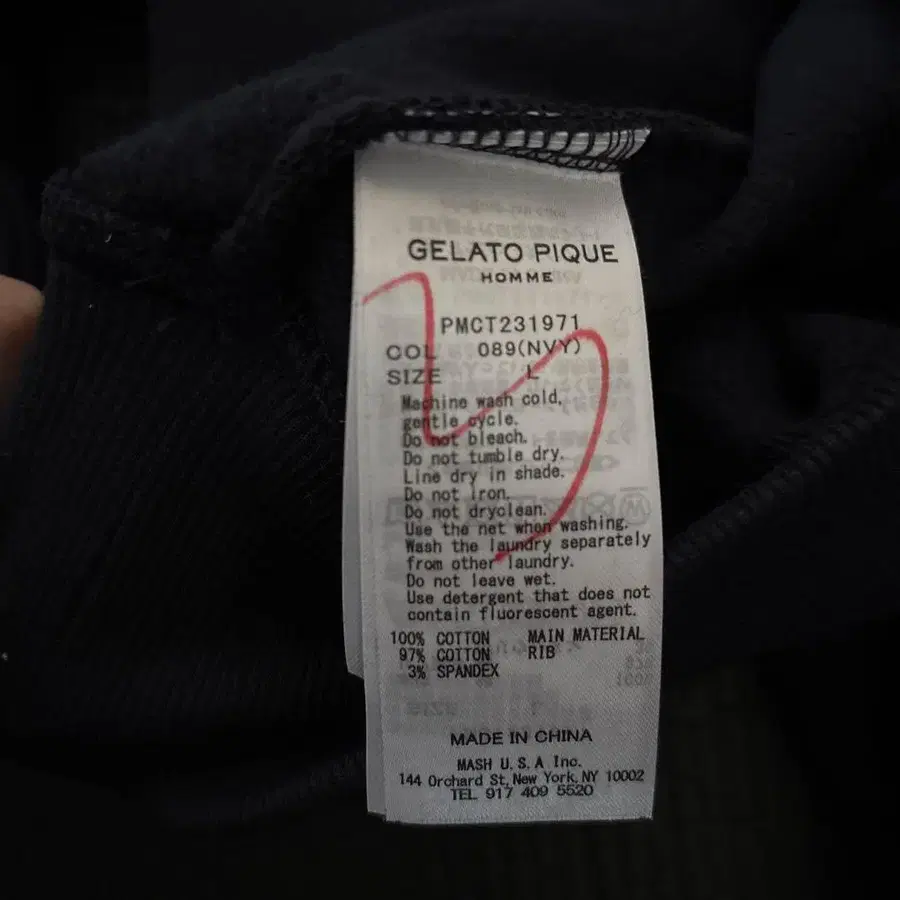 GELATO PIQUE
HOMME
PMCT231971
COL 089(NVY)
SIZE L
Machine wash cold,
gentle cycle.
Do not bleach.
Do not tumble dry.
Line dry in shade.
Do not iron.
Do not dryclean.
Use the net when washing.
Wash the laundry separately
from other laundry.
Do not leave wet.
Use detergent that does not
contain fluorescent agent.
100% COTTON MAIN MATERIAL
97% COTTON RIB
3% SPANDEX
MADE IN CHINA
MASH U.S.A Inc.
144 Orchard St, New York, NY 10002
TEL 917 409 5520